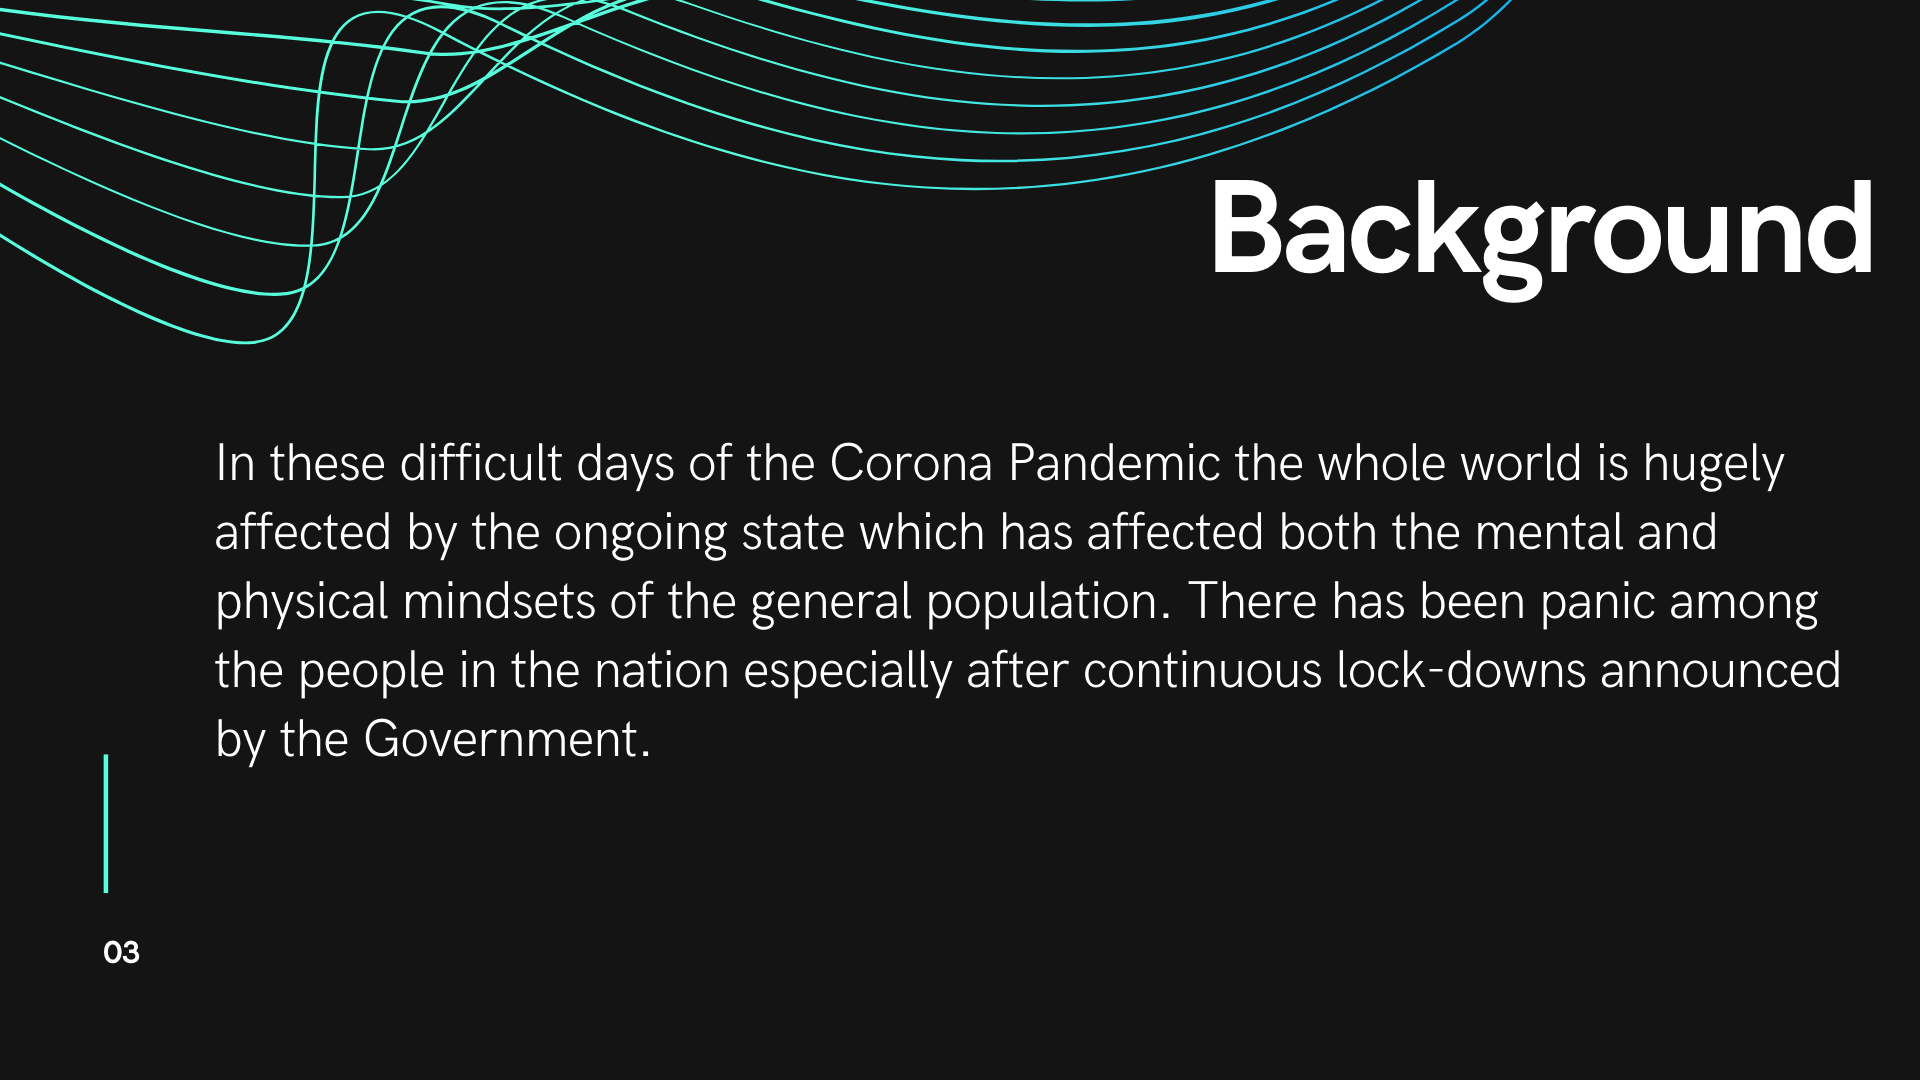 Background
In these difficult days of the Corona Pandemic the whole world is hugely
affected by the ongoing state which has affected both the mental and
physical mindsets of the general population. There has been panic among
the people in the nation especially after continuous lock-downs announced
by the Government.
03